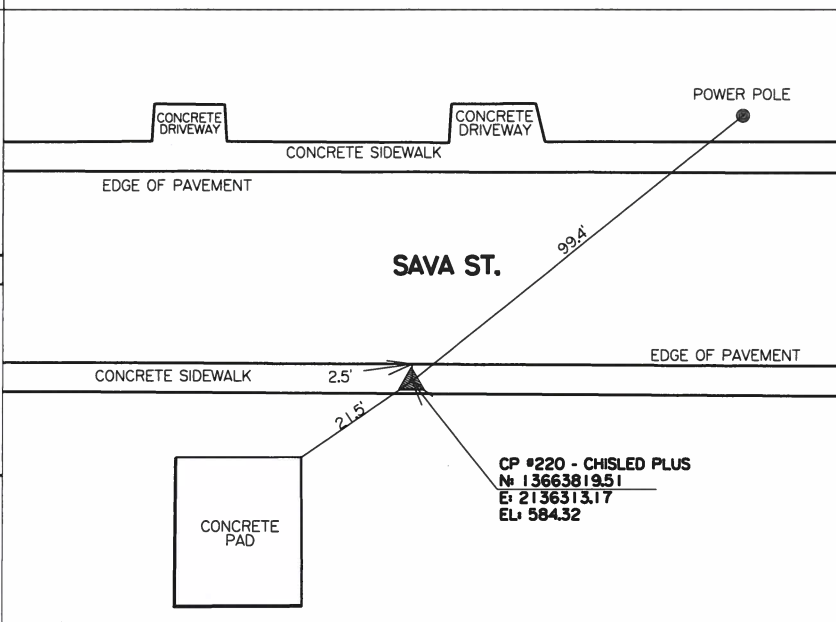 POWER POLE
CONCRETE
DRIVEWAY
CONCRETE
DRIVEWAY
CONCRETE SIDEWALK
EDGE OF PAVEMENT
99.4'
SAVA ST.
EDGE OF PAVEMENT
CONCRETE SIDEWALK
2.5'
21.5'
CP #220 - CHISLED PLUS
N: 13663819.51
E: 2136313.17
EL: 584.32
CONCRETE
PAD